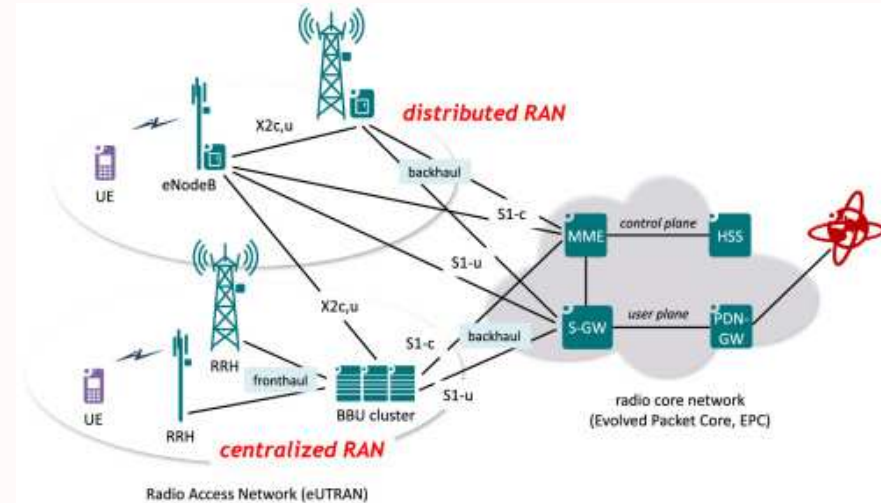 distributed RAN
X2c,u
UE
eNodeB
backhaul
S1-c
MME
control plane
HSS
S1-u
X2c,u
S1-c
backhaul
S-GW
user plane
PDN-
GW
RRH
fronthaul
S1-u
UE
RRH
BBU cluster
centralized RAN
radio core network
(Evolved Packet Core, EPC)
Radio Access Network (eUTRAN)